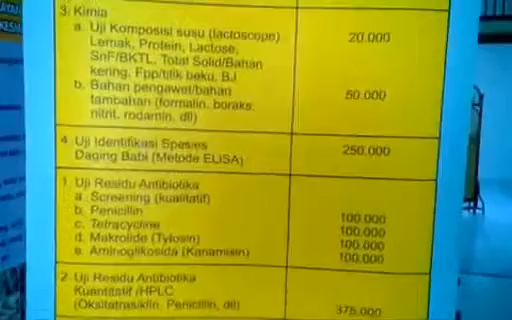 3. Kimia
a. Uji Komposisi susu (lactoscope) 20.000
Lemak, Protein, Lactose,
SnF/BKTL, Total Solid/Bahan
kering, Fpp/titik beku, BJ
b. Bahan pengawet/bahan 50.000
tambahan (formalin, boraks,
nitrit, rodamin, dll)
4. Uji Identifikasi Spesies 250.000
Daging Babi (Metode ELISA)
1. Uji Residu Antibiotika
a. Screening (kualitatif)
b. Penicillin 100.000
c. Tetracycline 100.000
d. Makrolide (Tylosin) 100.000
e. Aminoglikosida (Kanamisin) 100.000
2. Uji Residu Antibiotika
Kuantitatif /HPLC
(Oksitetrasiklin, Penicillin, dll) 375.000